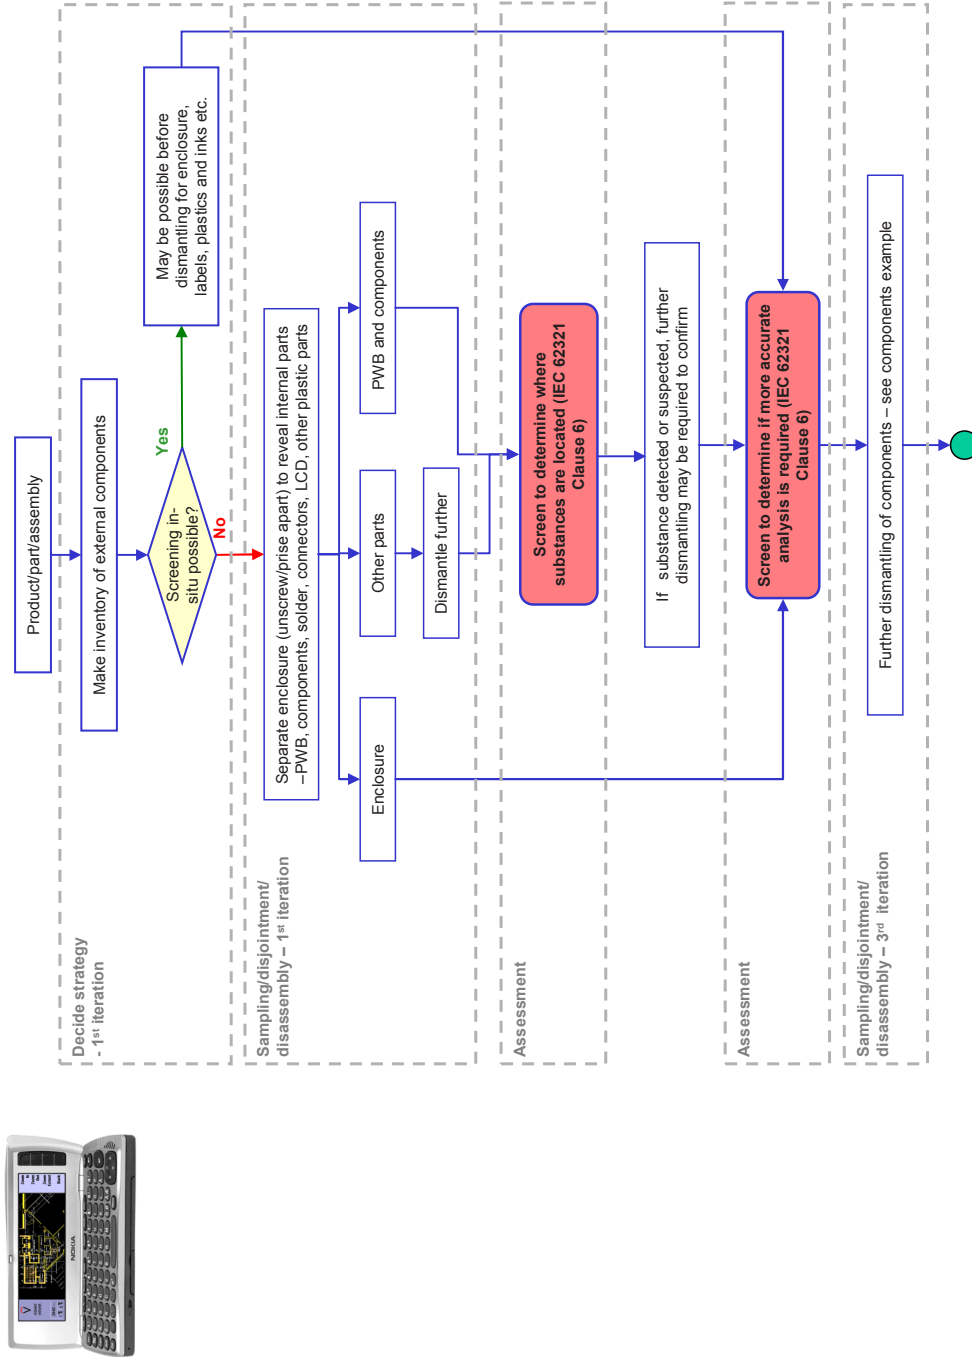 Product/part/assembly
Decide strategy
- 1st iteration
Make inventory of external components
Screening in-
situ possible?
Yes
No
May be possible before
dismantling for enclosure,
labels, plastics and inks etc.
Sampling/disjointment/
disassembly – 1st iteration
Separate enclosure (unscrew/prise apart) to reveal internal parts
–PWB, components, solder, connectors, LCD, other plastic parts
Enclosure
Other parts
PWB and components
Dismantle further
Assessment
Screen to determine where
substances are located (IEC 62321
Clause 6)
If substance detected or suspected, further
dismantling may be required to confirm
Assessment
Screen to determine if more accurate
analysis is required (IEC 62321
Clause 6)
Sampling/disjointment/
disassembly – 3rd iteration
Further dismantling of components – see components example
NOKIA